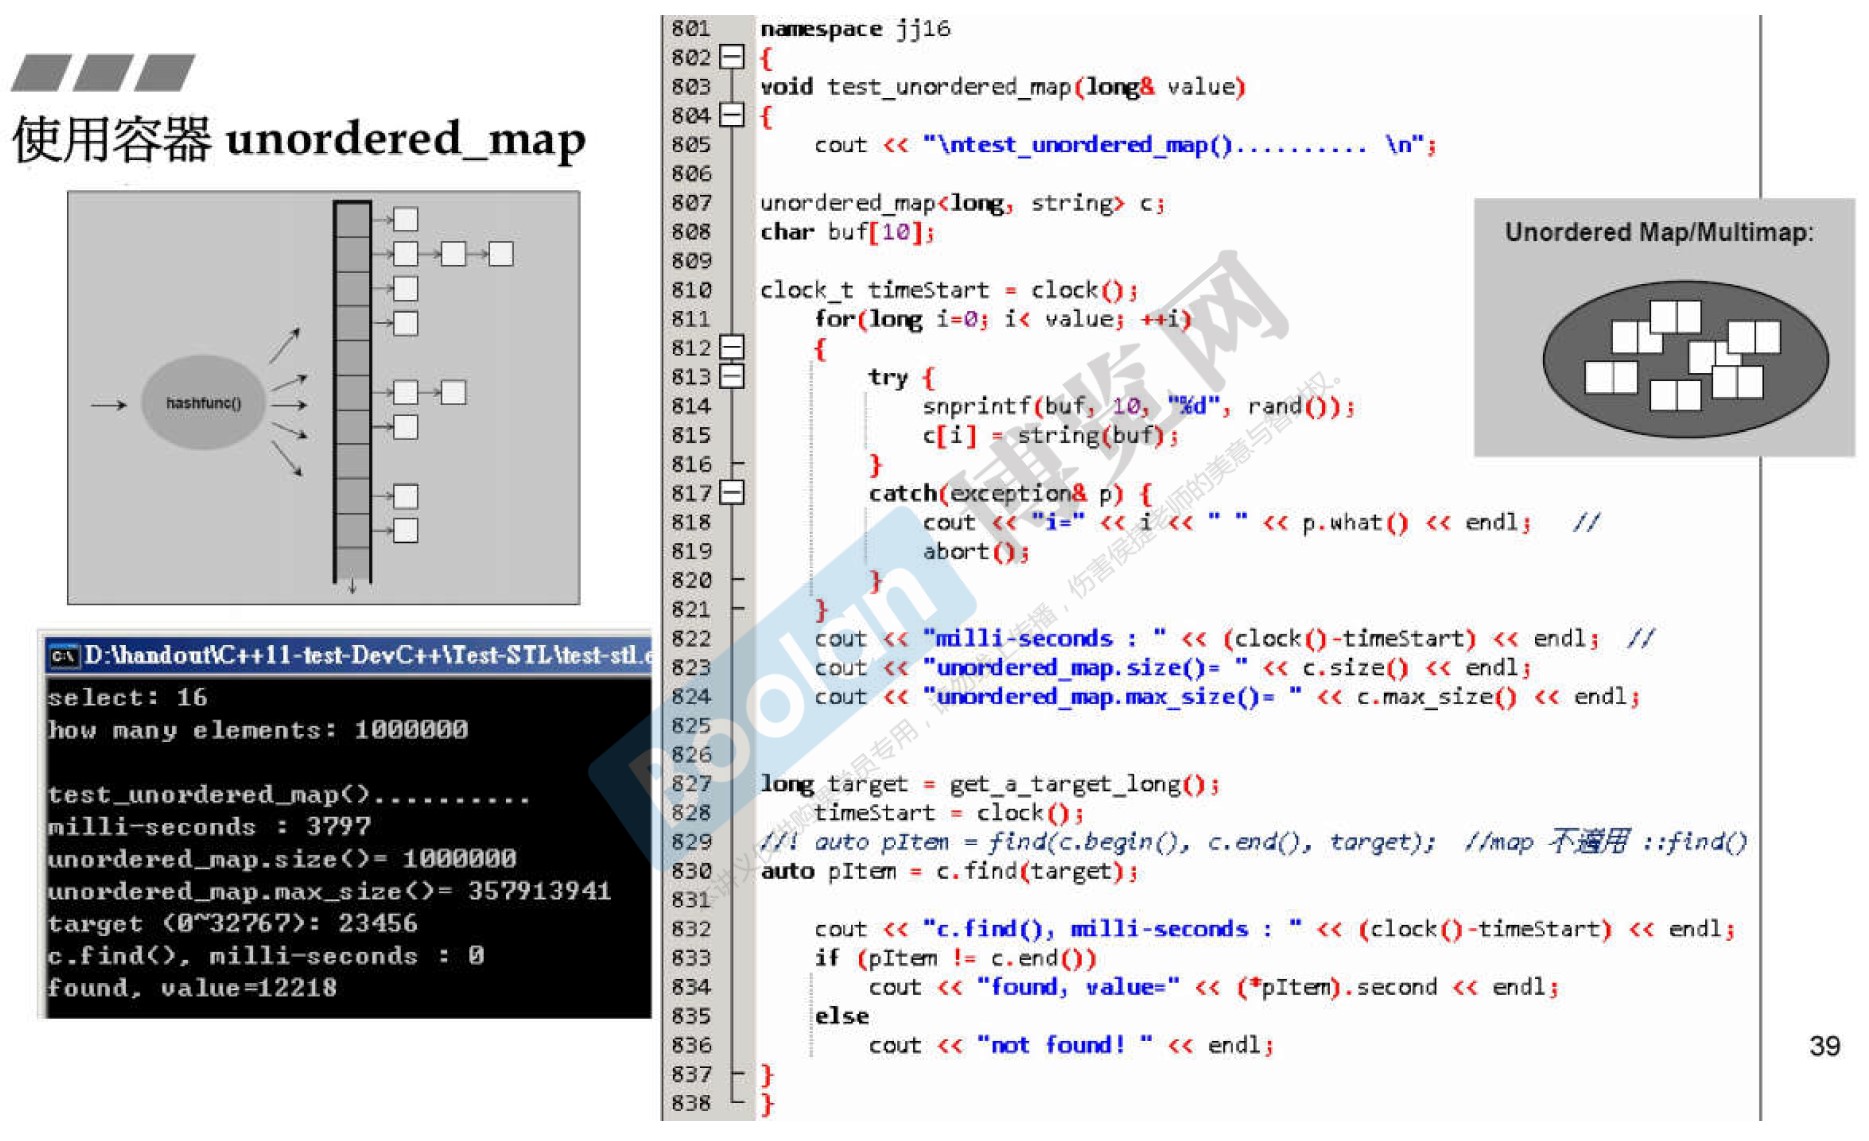 使用容器 unordered_map
hashfunc()
D:\handout\C++11-test-DevC++\Test-STL\test-stl.e
select: 16
how many elements: 1000000
test_unordered_map()..........
milli-seconds : 3797
unordered_map.size()= 1000000
unordered_map.max_size()= 357913941
target (0~32767): 23456
c.find(), milli-seconds : 0
found, value=12218
801 namespace jj16
802 {
803 void test_unordered_map(long& value)
804 {
805 cout << "\ntest_unordered_map().......... \n";
806
807 unordered_map<long, string> c;
808 char buf[10];
809
810 clock_t timeStart = clock();
811 for(long i=0; i< value; ++i)
812 {
813 try {
814 snprintf(buf, 10, "%d", rand());
815 c[i] = string(buf);
816 }
817 catch(exception& p) {
818 cout << "i=" << i << " " << p.what() << endl; //
819 abort();
820 }
821 }
822 cout << "milli-seconds : " << (clock()-timeStart) << endl; //
823 cout << "unordered_map.size()= " << c.size() << endl;
824 cout << "unordered_map.max_size()= " << c.max_size() << endl;
825
826
827 long target = get_a_target_long();
828 timeStart = clock();
829 //! auto pItem = find(c.begin(), c.end(), target); //map 不適用 ::find()
830 auto pItem = c.find(target);
831
832 cout << "c.find(), milli-seconds : " << (clock()-timeStart) << endl;
833 if (pItem != c.end())
834 cout << "found, value=" << (*pItem).second << endl;
835 else
836 cout << "not found! " << endl;
837 }
838 }
Unordered Map/Multimap:
Boolan
博览网
39